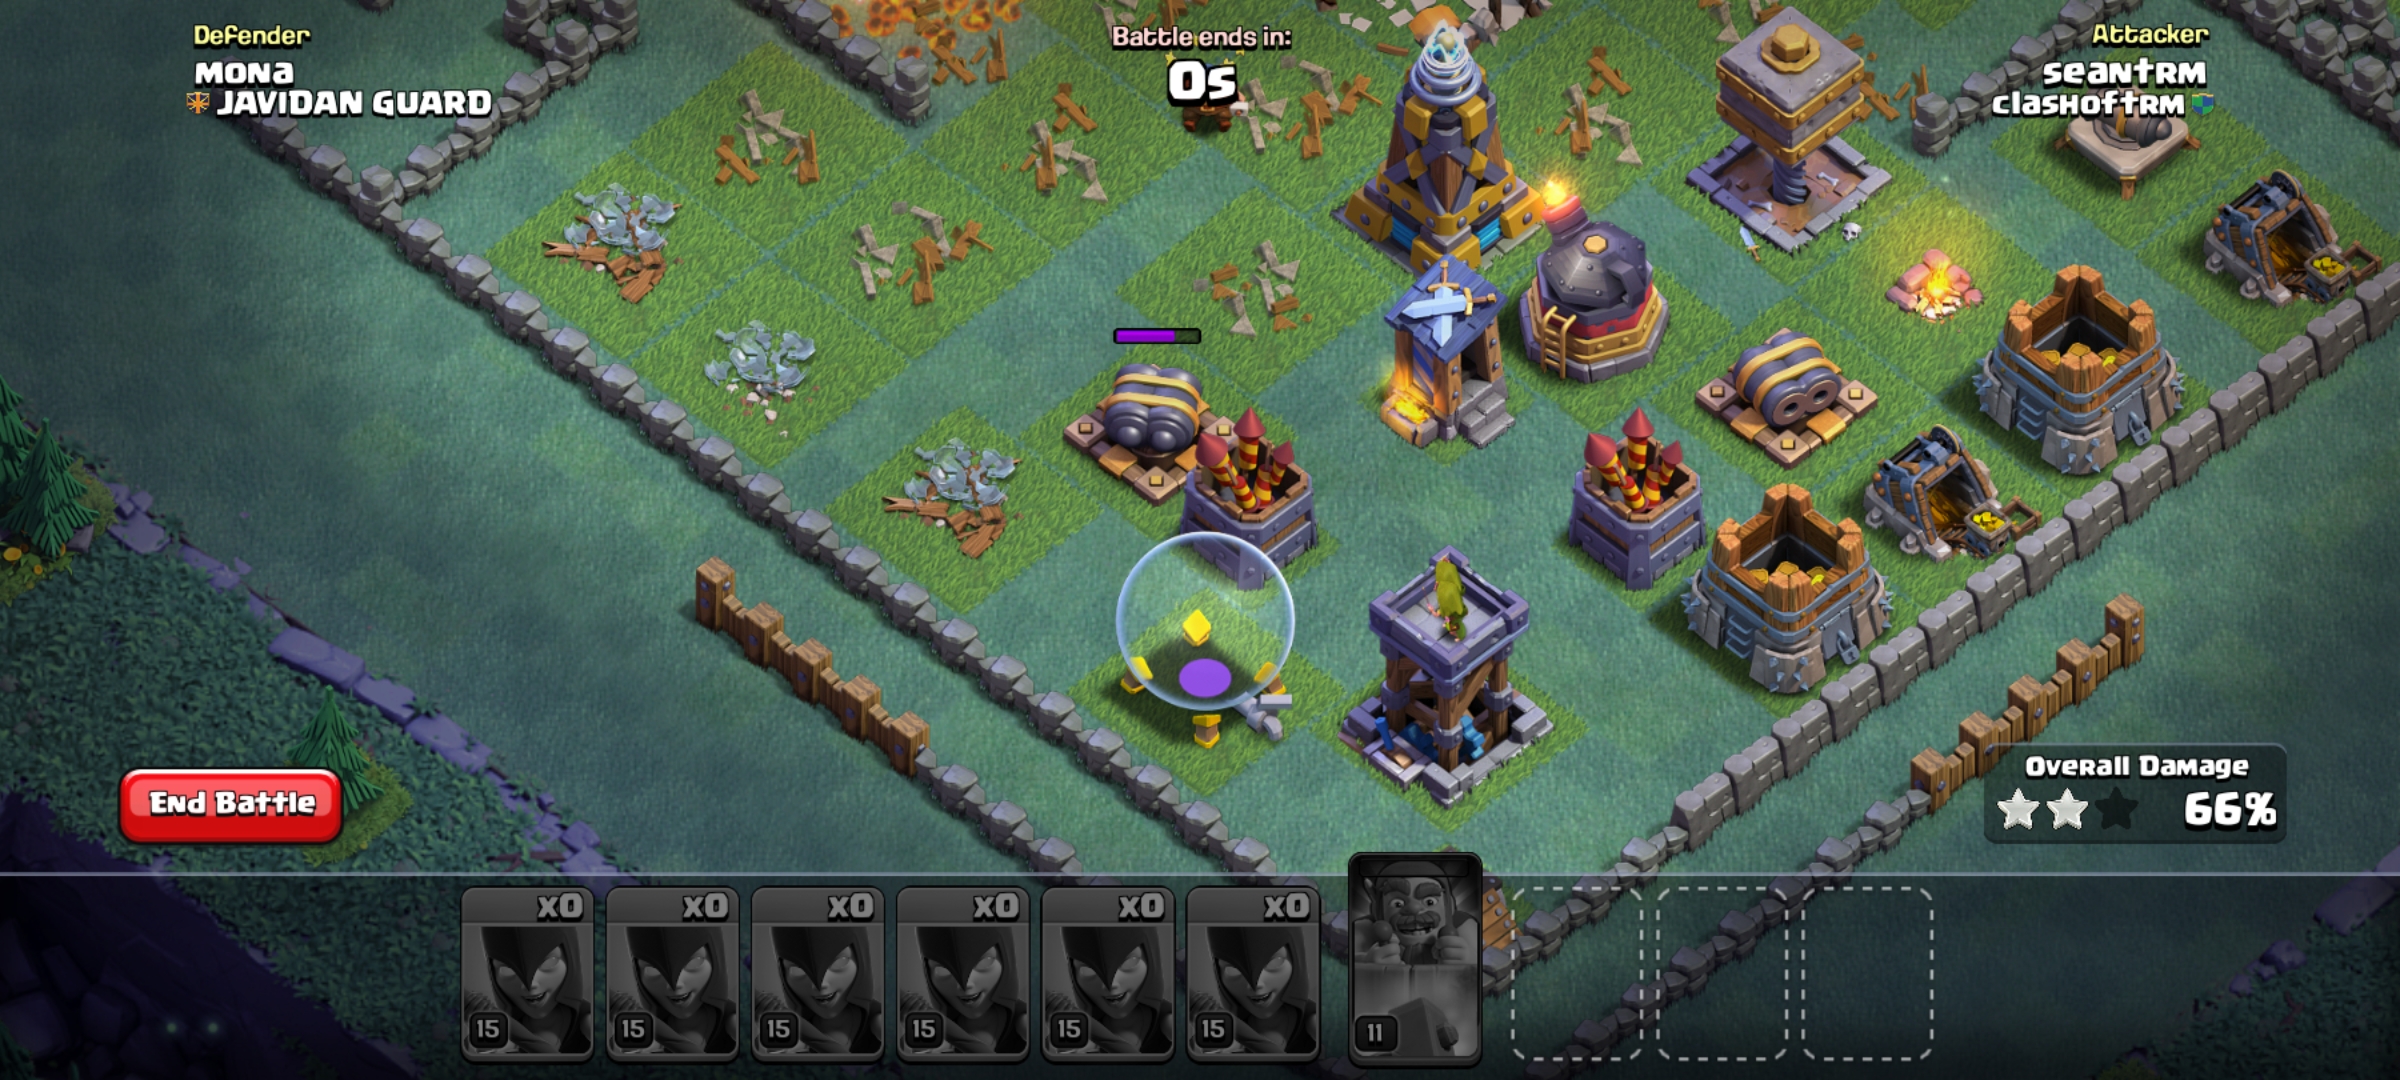 Defender
MONA
JAVIDAN GUARD
Battle ends in:
0s
Attacker
seantRM
clashoftRM
End Battle
Overall Damage
66%
x0 x0 x0 x0 x0 x0
15 15 15 15 15 15 11